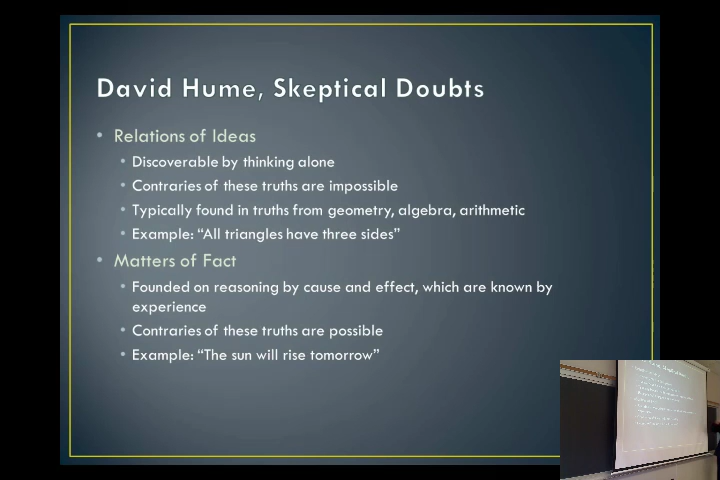 David Hume, Skeptical Doubts
• Relations of Ideas
• Discoverable by thinking alone
• Contraries of these truths are impossible
• Typically found in truths from geometry, algebra, arithmetic
• Example: “All triangles have three sides”
• Matters of Fact
• Founded on reasoning by cause and effect, which are known by
experience
• Contraries of these truths are possible
• Example: “The sun will rise tomorrow”